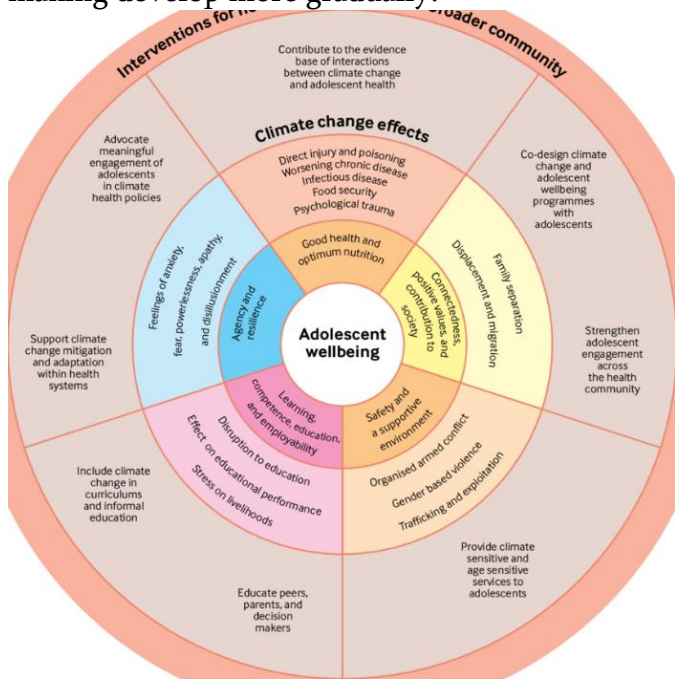 making develop more gradually.
Interventions for
broader community
Contribute to the evidence
base of interactions
between climate change
and adolescent health
Climate change effects
Direct injury and poisoning
Worsening chronic disease
Infectious disease
Food security
Psychological trauma
Good health and
optimum nutrition
Advocate
meaningful
engagement of
adolescents
in climate
health policies
Co-design climate
change and
adolescent
wellbeing
programmes
with
adolescents
Feelings of anxiety,
fear, powerlessness, apathy,
and disillusionment
Agency and
resilience
Adolescent
wellbeing
Connectedness,
positive values, and
contribution to
society
Family separation
Displacement and migration
Support climate
change mitigation
and adaptation
within health
systems
Strengthen
adolescent
engagement
across
the health
community
Learning,
competence, education,
and employability
Safety and
a supportive
environment
Disruption to education
Effect on educational performance
Stress on livelihoods
Organised armed conflict
Gender based violence
Trafficking and exploitation
Include climate
change in
curriculums
and informal
education
Provide climate
sensitive and
age sensitive
services to
adolescents
Educate peers,
parents, and
decision
makers